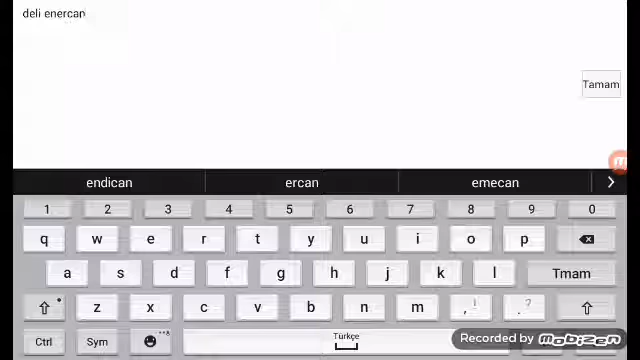 deli enercan
Tamam
endican ercan emecan >
1 2 3 4 5 6 7 8 9 0
q w e r t y u i o p
a s d f g h j k l Tmam
z x c v b n m , ! . ?
Ctrl Sym Türkçe
Recorded by MOBIZEN